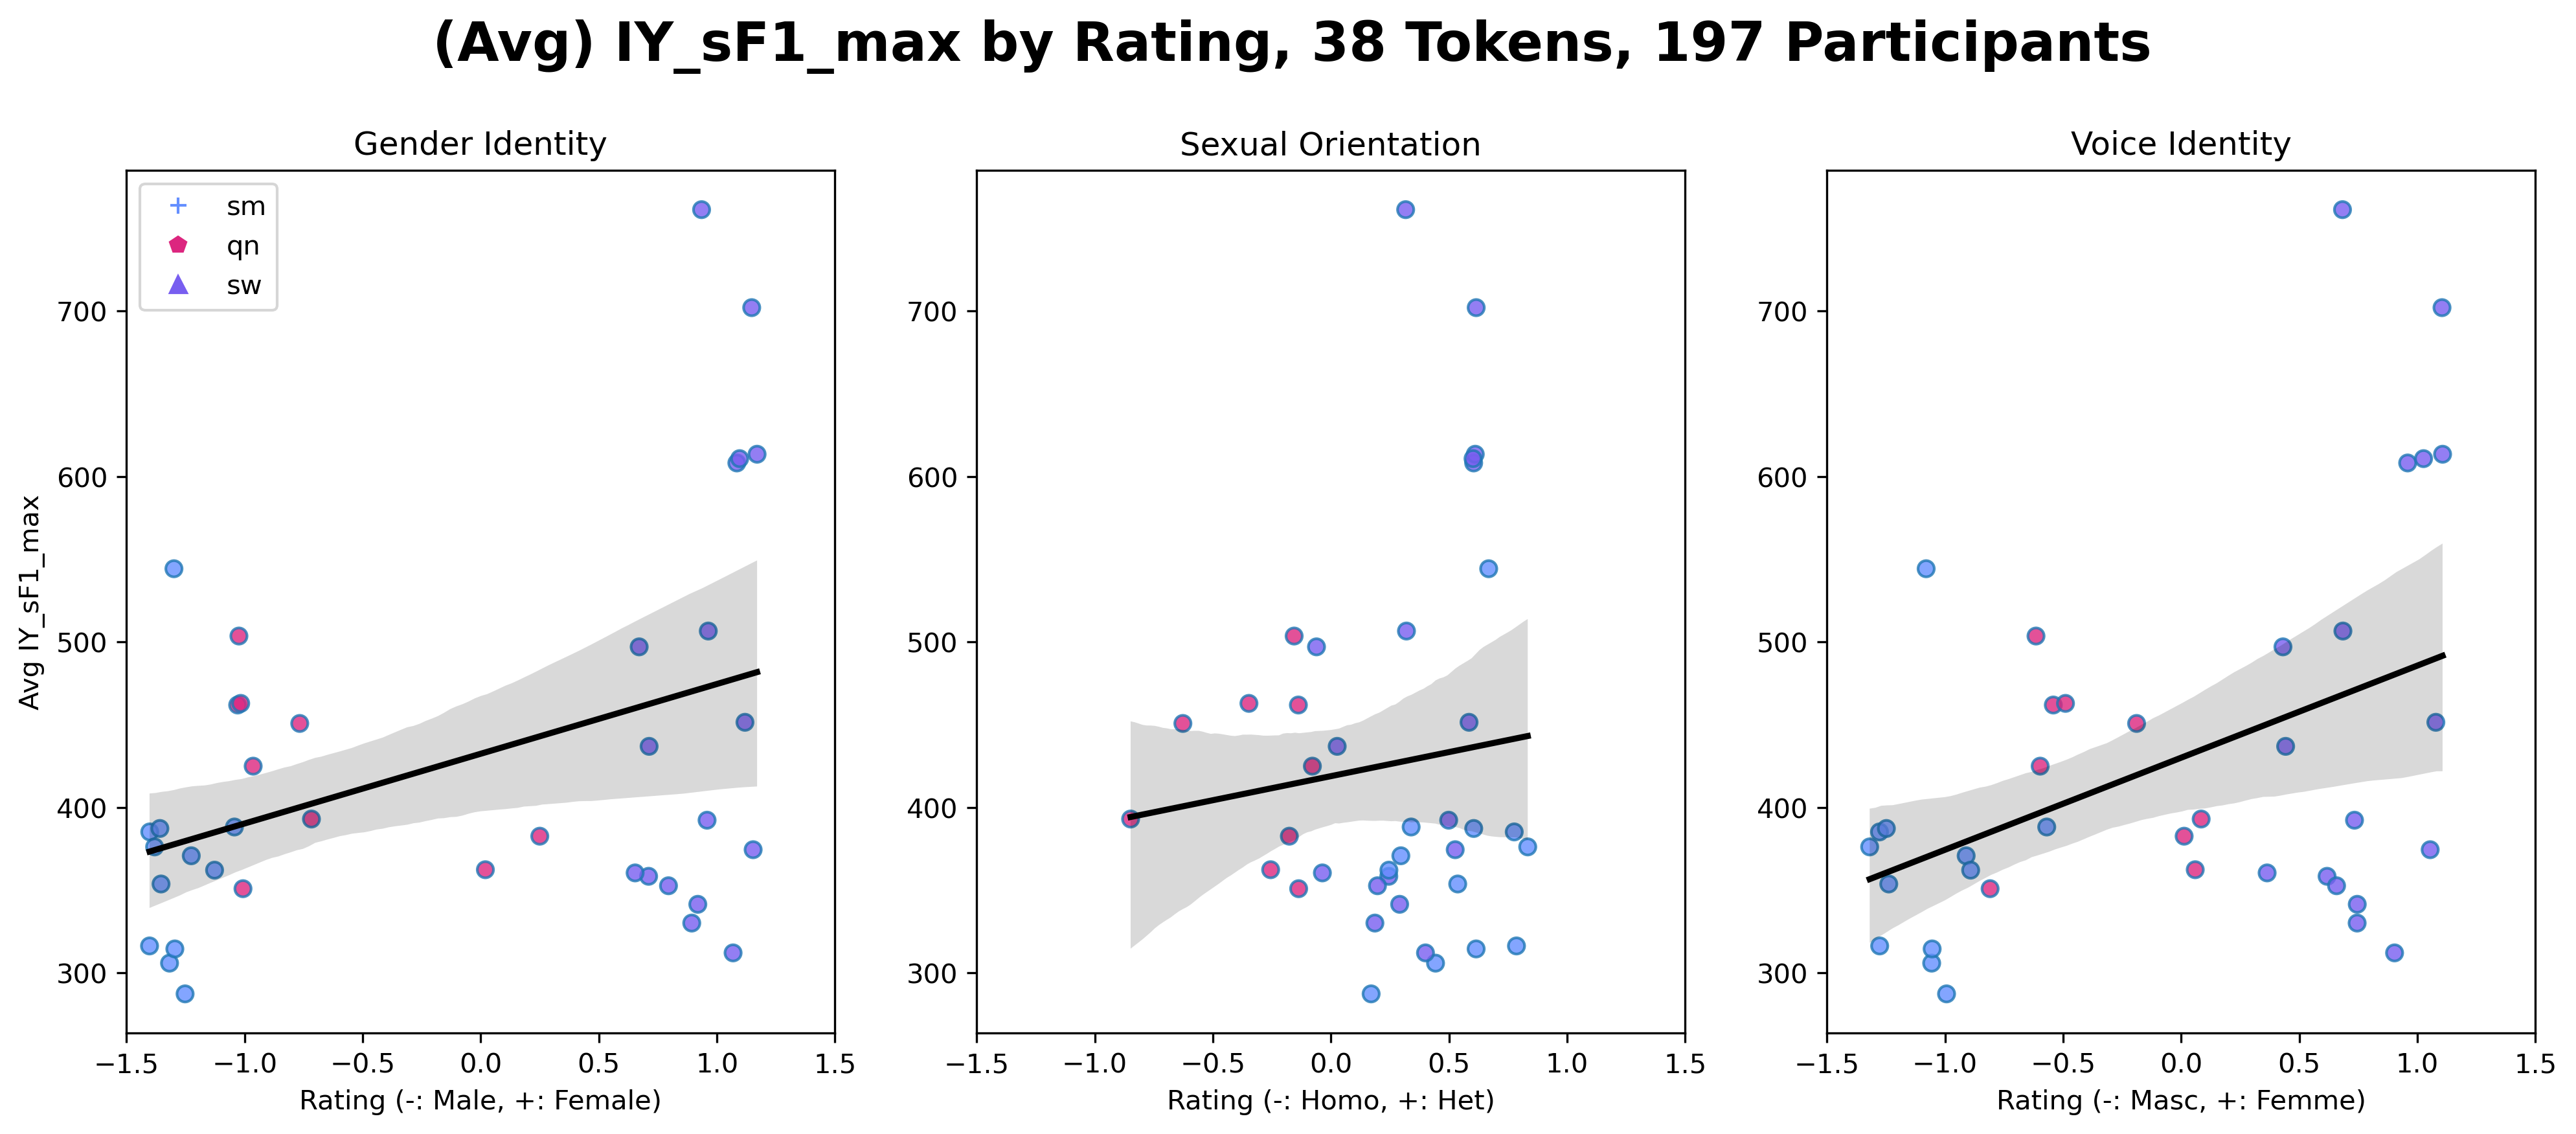 (Avg) IY_sF1_max by Rating, 38 Tokens, 197 Participants
Gender Identity
sm
qn
sw
Avg IY_sF1_max
700
600
500
400
300
−1.5 −1.0 −0.5 0.0 0.5 1.0 1.5
Rating (-: Male, +: Female)
Sexual Orientation
700
600
500
400
300
−1.5 −1.0 −0.5 0.0 0.5 1.0 1.5
Rating (-: Homo, +: Het)
Voice Identity
700
600
500
400
300
−1.5 −1.0 −0.5 0.0 0.5 1.0 1.5
Rating (-: Masc, +: Femme)